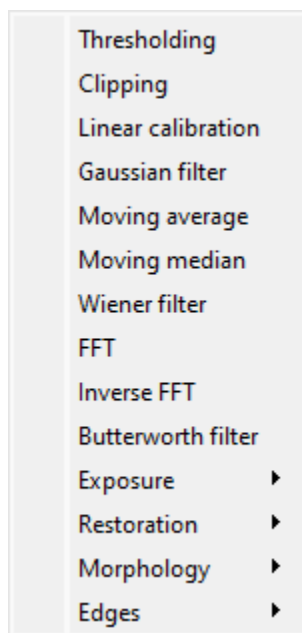 Thresholding
Clipping
Linear calibration
Gaussian filter
Moving average
Moving median
Wiener filter
FFT
Inverse FFT
Butterworth filter
Exposure
Restoration
Morphology
Edges